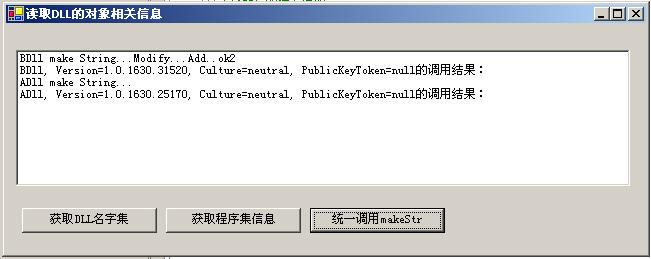 读取DLL的对象相关信息
BDll make String...Modify...Add..ok2
BDll, Version=1.0.1630.31520, Culture=neutral, PublicKeyToken=null的调用结果：
ADll make String...
ADll, Version=1.0.1630.25170, Culture=neutral, PublicKeyToken=null的调用结果：
获取DLL名字集
获取程序集信息
统一调用makeStr